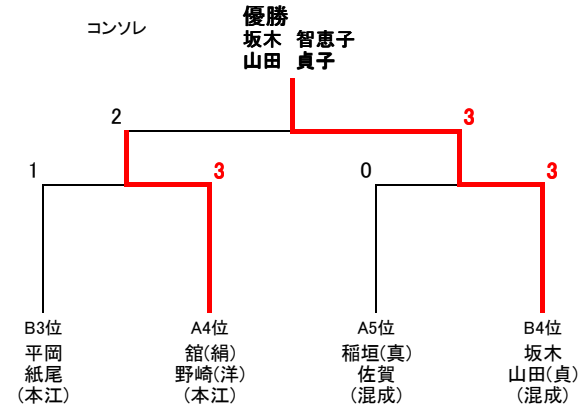 コンソレ
優勝
坂木 智恵子
山田 貞子
2
3
1
3
0
3
B3位
平岡
紙尾
(本江)
A4位
舘(絹)
野崎(洋)
(本江)
A5位
稲垣(真)
佐賀
(混成)
B4位
坂木
山田(貞)
(混成)